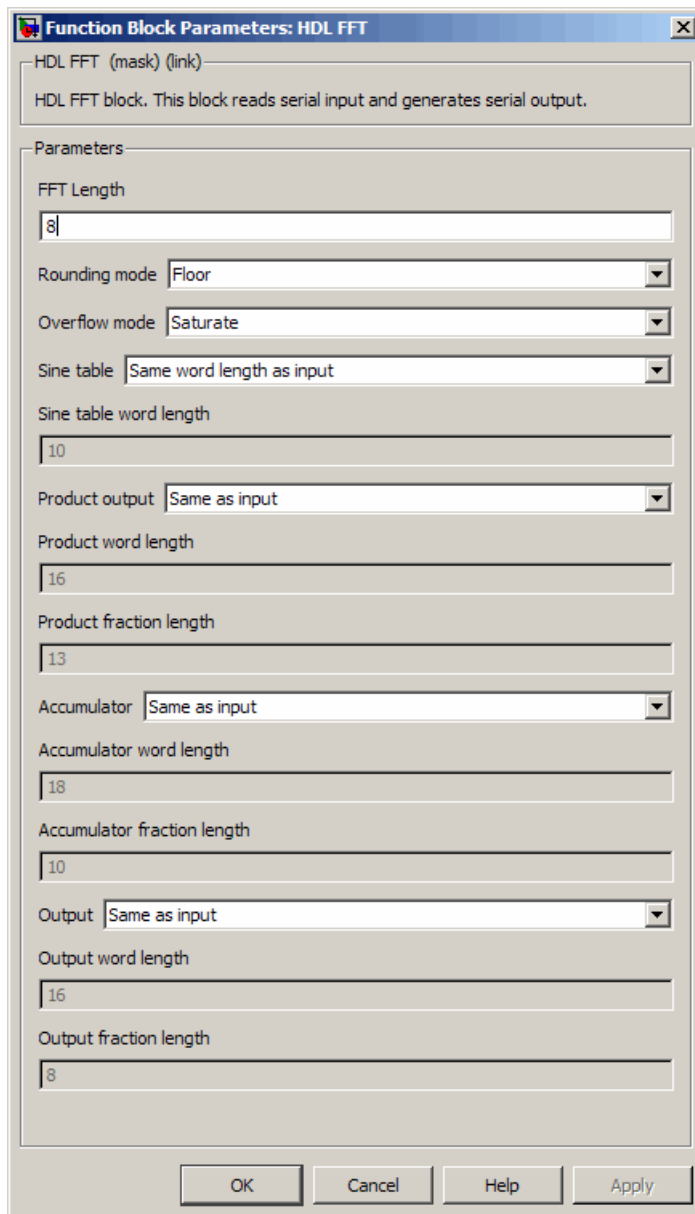 Function Block Parameters: HDL FFT
HDL FFT (mask) (link)
HDL FFT block. This block reads serial input and generates serial output.
Parameters
FFT Length
8
Rounding mode Floor
Overflow mode Saturate
Sine table Same word length as input
Sine table word length
10
Product output Same as input
Product word length
16
Product fraction length
13
Accumulator Same as input
Accumulator word length
18
Accumulator fraction length
10
Output Same as input
Output word length
16
Output fraction length
8
OK Cancel Help Apply